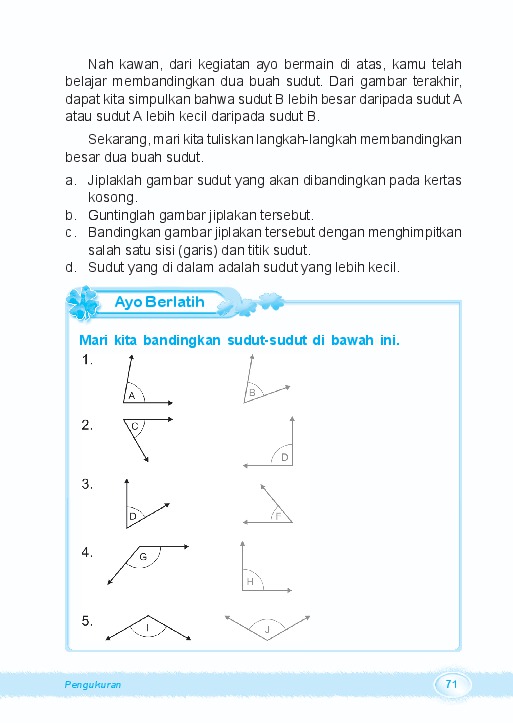 Nah kawan, dari kegiatan ayo bermain di atas, kamu telah
belajar membandingkan dua buah sudut. Dari gambar terakhir,
dapat kita simpulkan bahwa sudut B lebih besar daripada sudut A
atau sudut A lebih kecil daripada sudut B.
Sekarang, mari kita tuliskan langkah-langkah membandingkan
besar dua buah sudut.
a. Jiplaklah gambar sudut yang akan dibandingkan pada kertas
kosong.
b. Guntinglah gambar jiplakan tersebut.
c. Bandingkan gambar jiplakan tersebut dengan menghimpitkan
salah satu sisi (garis) dan titik sudut.
d. Sudut yang di dalam adalah sudut yang lebih kecil.
Ayo Berlatih
Mari kita bandingkan sudut-sudut di bawah ini.
1.
A
B
2.
C
D
3.
D
F
4.
G
H
5.
I
J
Pengukuran
71